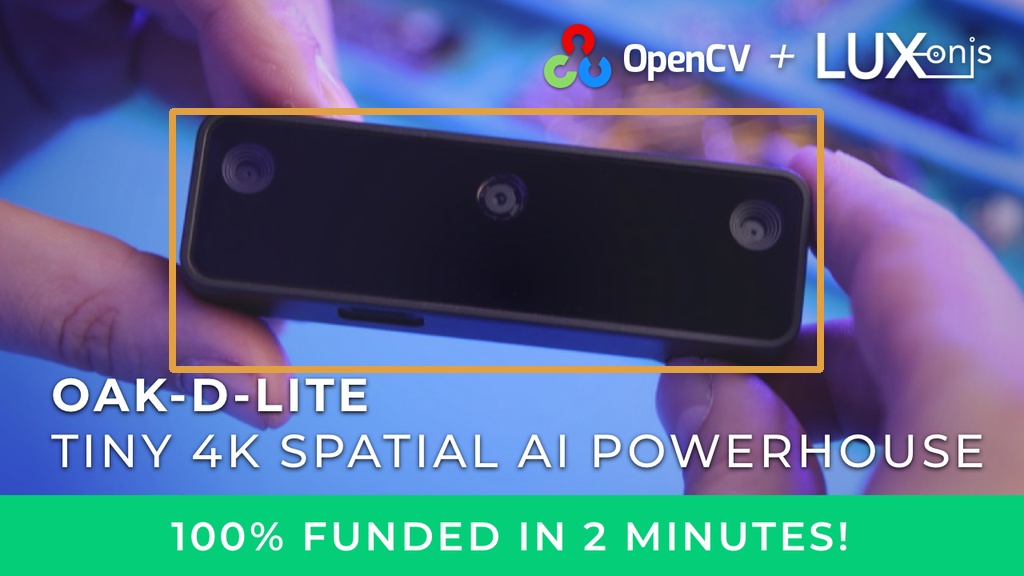 OpenCV + LUXonis
OAK-D-LITE
TINY 4K SPATIAL AI POWERHOUSE
100% FUNDED IN 2 MINUTES!